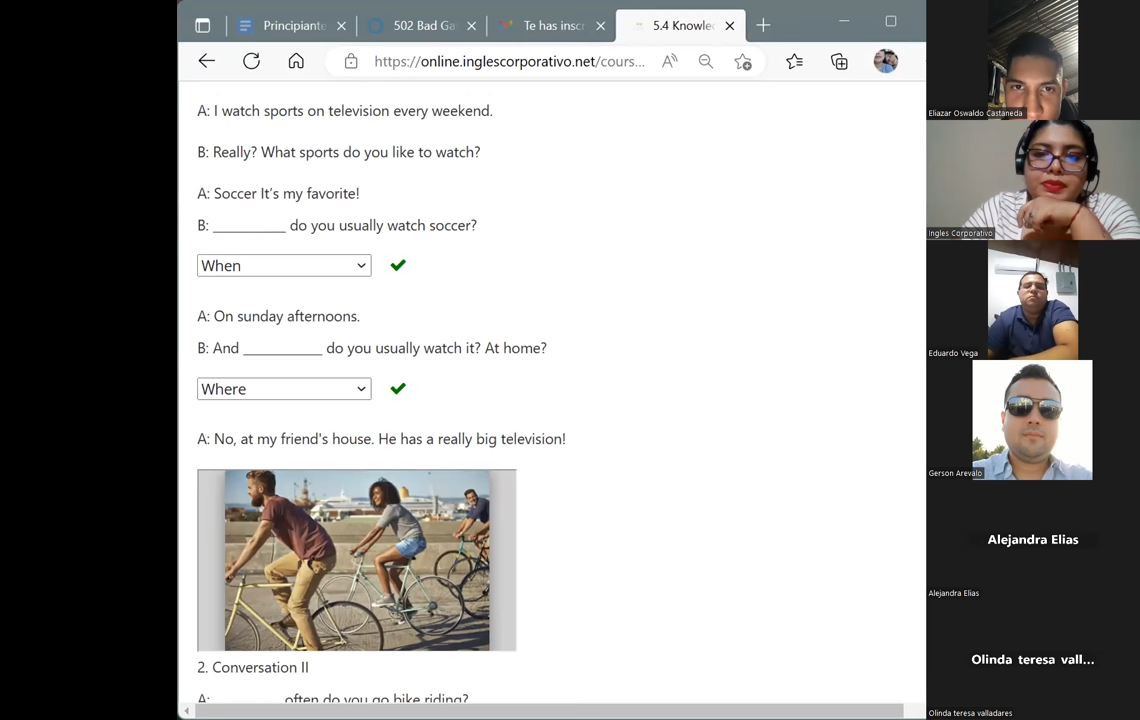 Principiante
502 Bad Ga
Te has insc
5.4 Knowle
https://online.inglescorporativo.net/cours...
A: I watch sports on television every weekend.
B: Really? What sports do you like to watch?
A: Soccer It's my favorite!
B: __________ do you usually watch soccer?
When
A: On sunday afternoons.
B: And ___________ do you usually watch it? At home?
Where
A: No, at my friend's house. He has a really big television!
2. Conversation II
A: _________ often do you go bike riding?
Eliazar Oswaldo Castaneda
Ingles Corporativo
Eduardo Vega
Gerson Arevalo
Alejandra Elias
Alejandra Elias
Olinda teresa vall...
Olinda teresa valladares